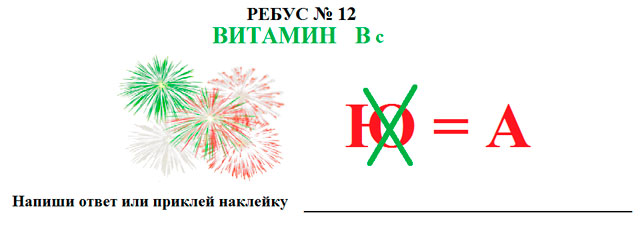 РЕБУС № 12
ВИТАМИН В с
Ю = А
Напиши ответ или приклей наклейку